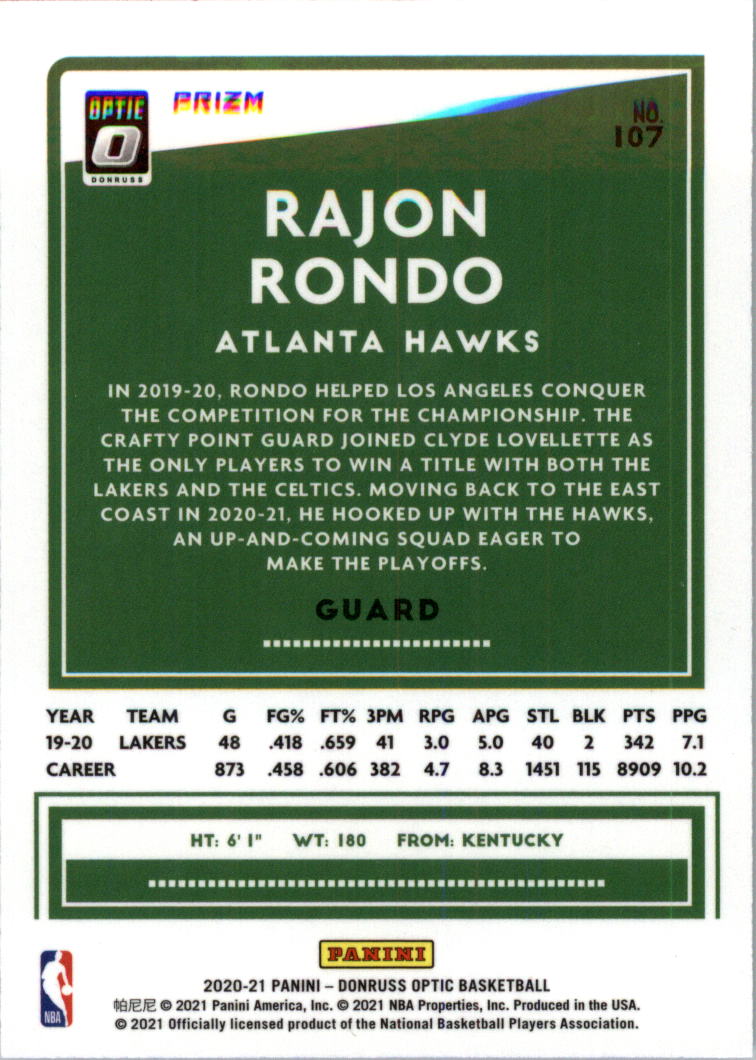 OPTIC
DONRUSS
PRIZM
NO.
107
RAJON
RONDO
ATLANTA HAWKS
IN 2019-20, RONDO HELPED LOS ANGELES CONQUER
THE COMPETITION FOR THE CHAMPIONSHIP. THE
CRAFTY POINT GUARD JOINED CLYDE LOVELLETTE AS
THE ONLY PLAYERS TO WIN A TITLE WITH BOTH THE
LAKERS AND THE CELTICS. MOVING BACK TO THE EAST
COAST IN 2020-21, HE HOOKED UP WITH THE HAWKS,
AN UP-AND-COMING SQUAD EAGER TO
MAKE THE PLAYOFFS.
GUARD
YEAR TEAM G FG% FT% 3PM RPG APG STL BLK PTS PPG
19-20 LAKERS 48 .418 .659 41 3.0 5.0 40 2 342 7.1
CAREER 873 .458 .606 382 4.7 8.3 1451 115 8909 10.2
HT: 6' 1" WT: 180 FROM: KENTUCKY
PANINI
NBA
2020-21 PANINI – DONRUSS OPTIC BASKETBALL
帕尼尼 © 2021 Panini America, Inc. © 2021 NBA Properties, Inc. Produced in the USA.
© 2021 Officially licensed product of the National Basketball Players Association.